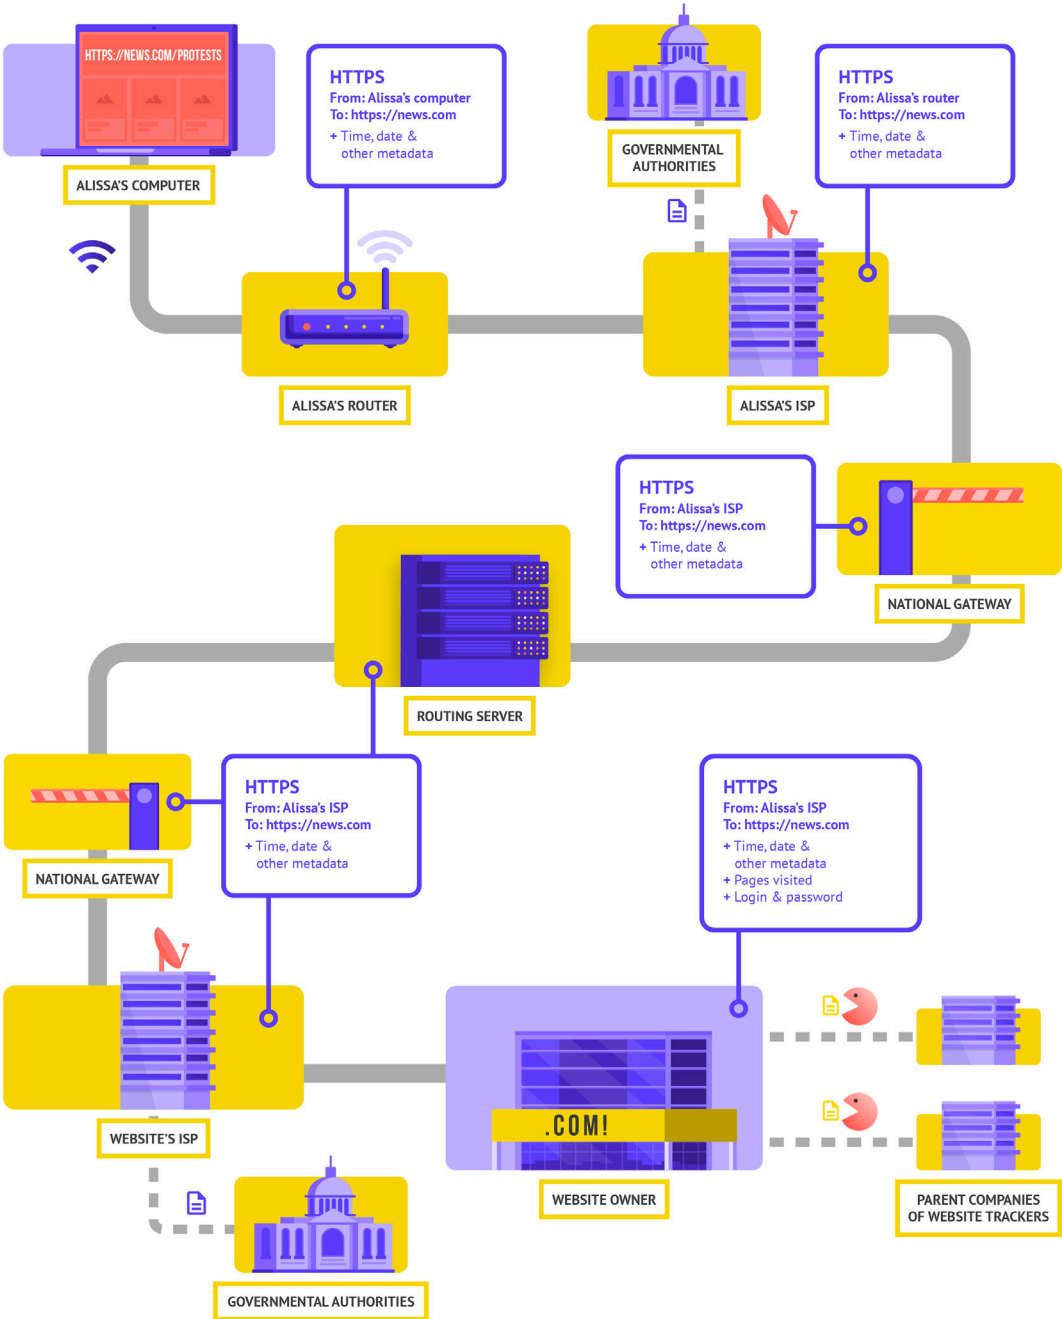 HTTPS://NEWS.COM/PROTESTS
ALISSA'S COMPUTER
HTTPS
From: Alissa's computer
To: https://news.com
+ Time, date &
other metadata
GOVERNMENTAL
AUTHORITIES
HTTPS
From: Alissa's router
To: https://news.com
+ Time, date &
other metadata
ALISSA'S ROUTER
ALISSA'S ISP
HTTPS
From: Alissa's ISP
To: https://news.com
+ Time, date &
other metadata
NATIONAL GATEWAY
ROUTING SERVER
HTTPS
From: Alissa's ISP
To: https://news.com
+ Time, date &
other metadata
NATIONAL GATEWAY
HTTPS
From: Alissa's ISP
To: https://news.com
+ Time, date &
other metadata
+ Pages visited
+ Login & password
WEBSITE'S ISP
.COM!
WEBSITE OWNER
PARENT COMPANIES
OF WEBSITE TRACKERS
GOVERNMENTAL AUTHORITIES